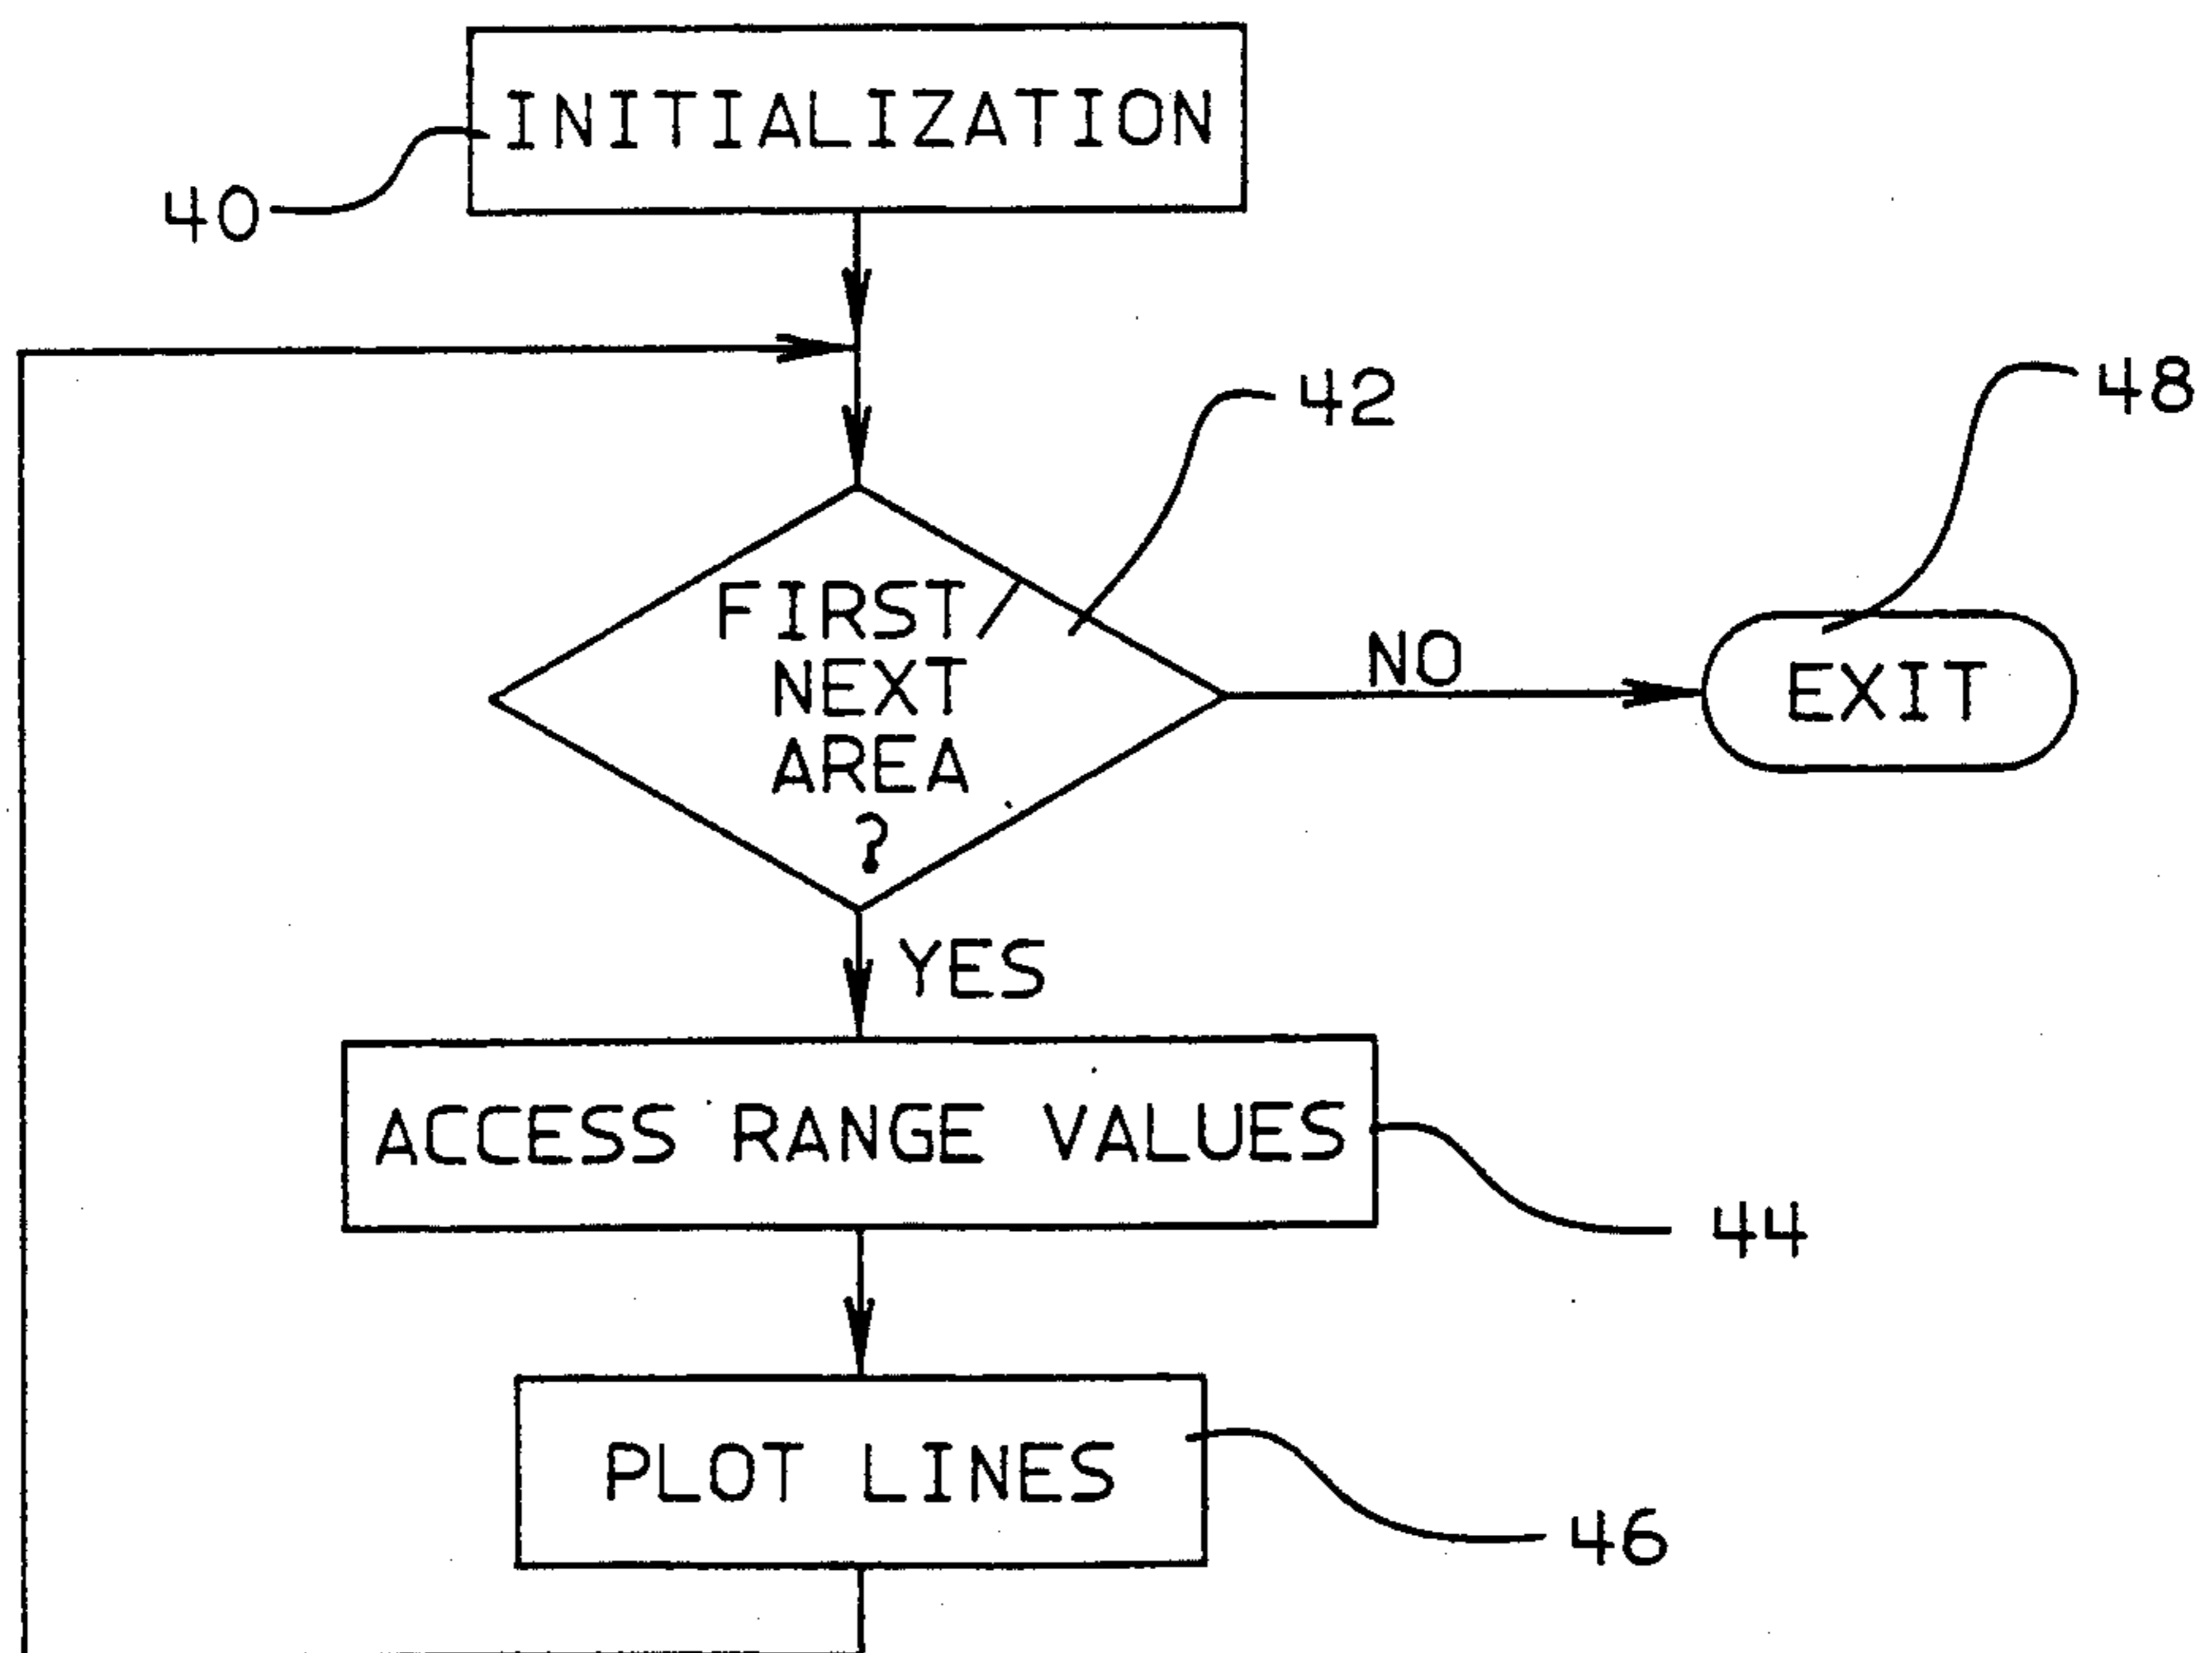 INITIALIZATION
40
42
48
FIRST/
NEXT
AREA
?
NO
EXIT
YES
ACCESS RANGE VALUES
44
PLOT LINES
46